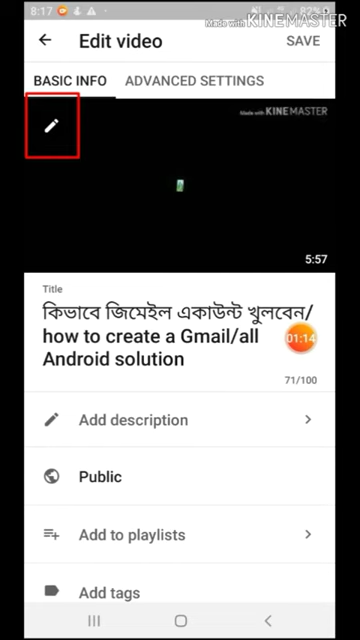 8:17
82%
Made with KINEMASTER
Edit video
SAVE
BASIC INFO
ADVANCED SETTINGS
Made with KINEMASTER
5:57
Title
কিভাবে জিমেইল একাউন্ট খুলবেন/
how to create a Gmail/all
Android solution
01:14
71/100
Add description
Public
Add to playlists
Add tags